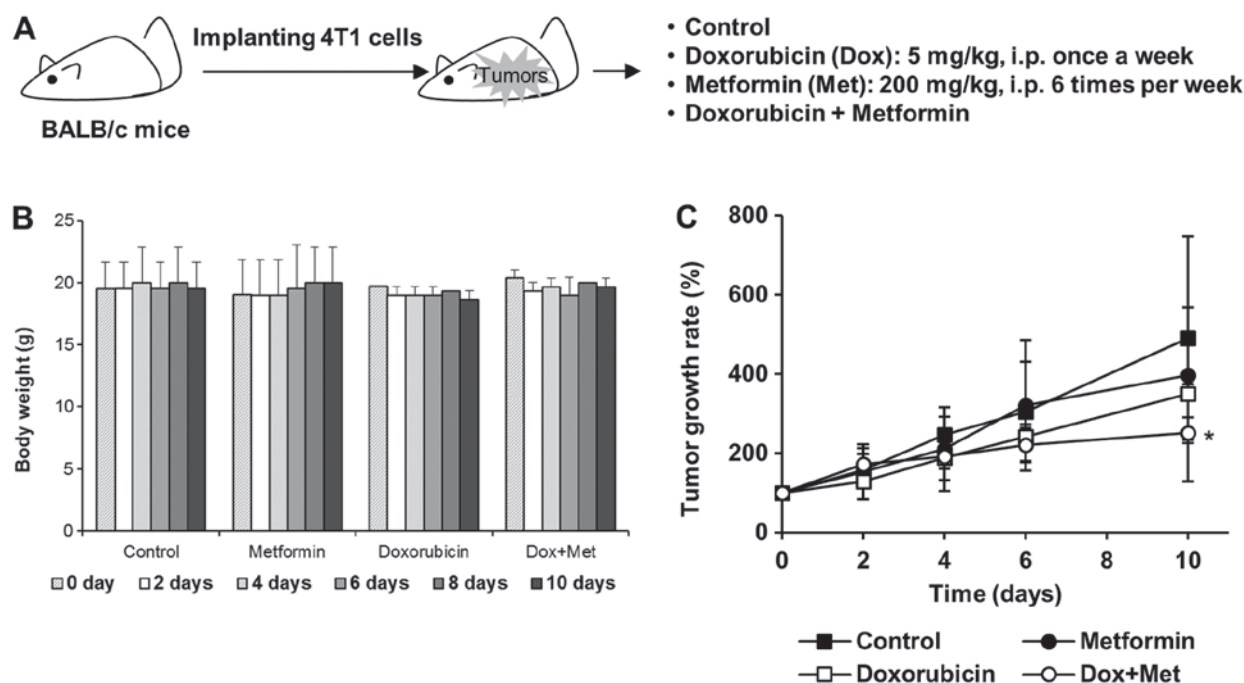 A
Implanting 4T1 cells
Tumors
BALB/c mice
• Control
• Doxorubicin (Dox): 5 mg/kg, i.p. once a week
• Metformin (Met): 200 mg/kg, i.p. 6 times per week
• Doxorubicin + Metformin
B
Body weight (g)
25
20
15
10
5
0
Control Metformin Doxorubicin Dox+Met
0 day 2 days 4 days 6 days 8 days 10 days
C
Tumor growth rate (%)
800
600
400
200
0
*
0 2 4 6 8 10
Time (days)
Control Metformin
Doxorubicin Dox+Met